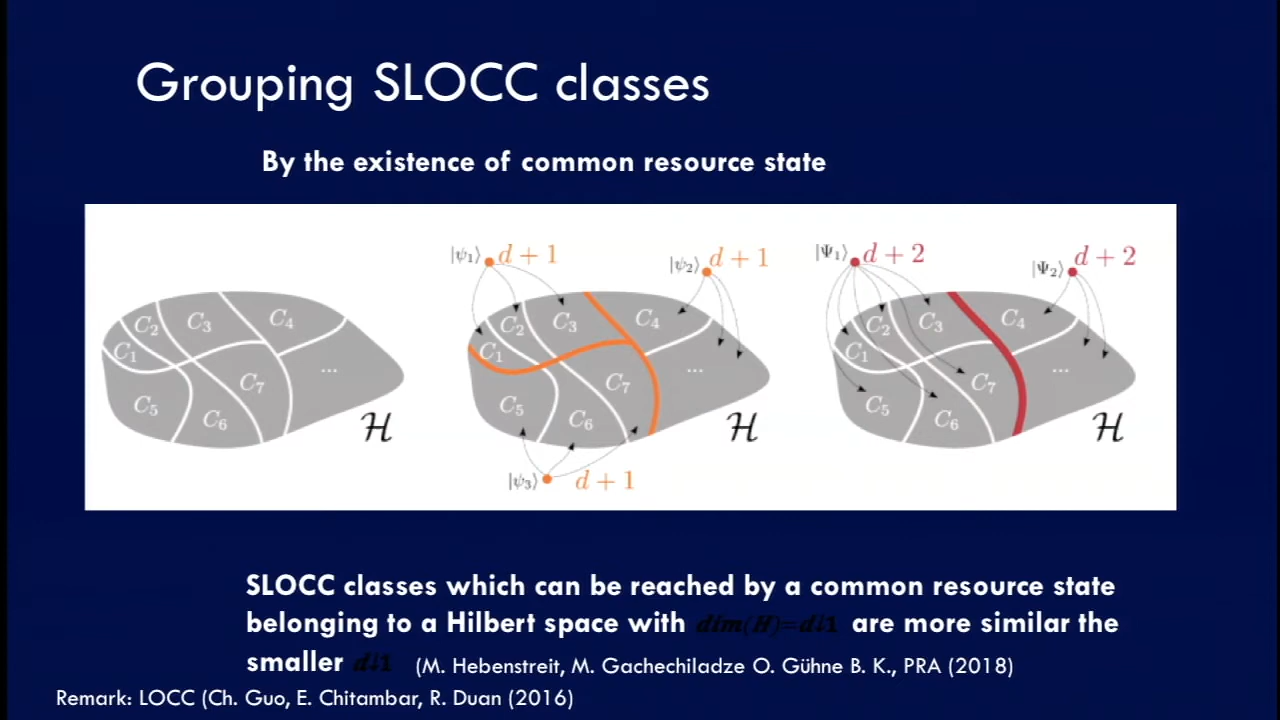 Grouping SLOCC classes
By the existence of common resource state
|ψ₁⟩ d + 1
|ψ₂⟩ d + 1
|Ψ₁⟩ d + 2
|Ψ₂⟩ d + 2
C₁ C₂ C₃ C₄ C₅ C₆ C₇ ... ℋ
C₁ C₂ C₃ C₄ C₅ C₆ C₇ ... ℋ
|ψ₃⟩ d + 1
C₁ C₂ C₃ C₄ C₅ C₆ C₇ ... ℋ
SLOCC classes which can be reached by a common resource state
belonging to a Hilbert space with dim(H)=d↓1 are more similar the
smaller d↓1 (M. Hebenstreit, M. Gachechiladze O. Gühne B. K., PRA (2018)
Remark: LOCC (Ch. Guo, E. Chitambar, R. Duan (2016)